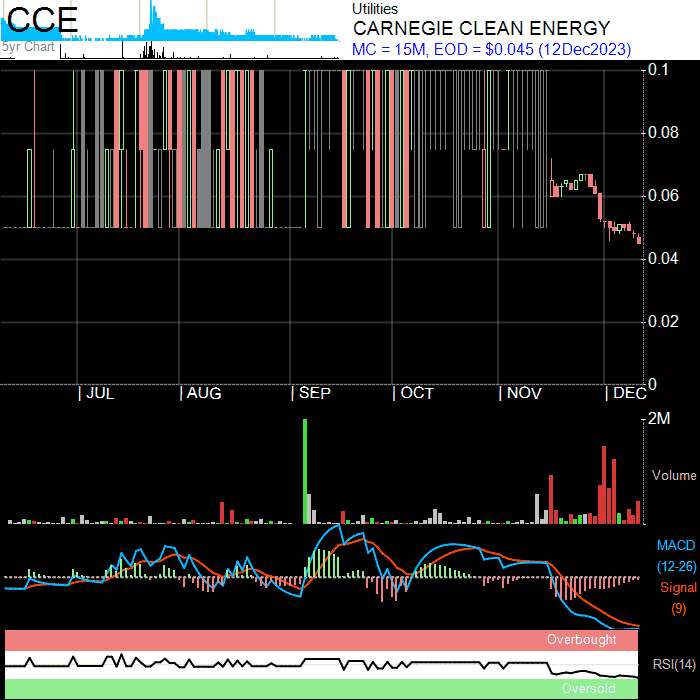 CCE
5yr Chart
Utilities
CARNEGIE CLEAN ENERGY
MC = 15M, EOD = $0.045 (12Dec2023)
0.1
0.08
0.06
0.04
0.02
0
| JUL | AUG | SEP | OCT | NOV | DEC
2M
Volume
MACD
(12-26)
Signal
(9)
Overbought
RSI(14)
Oversold